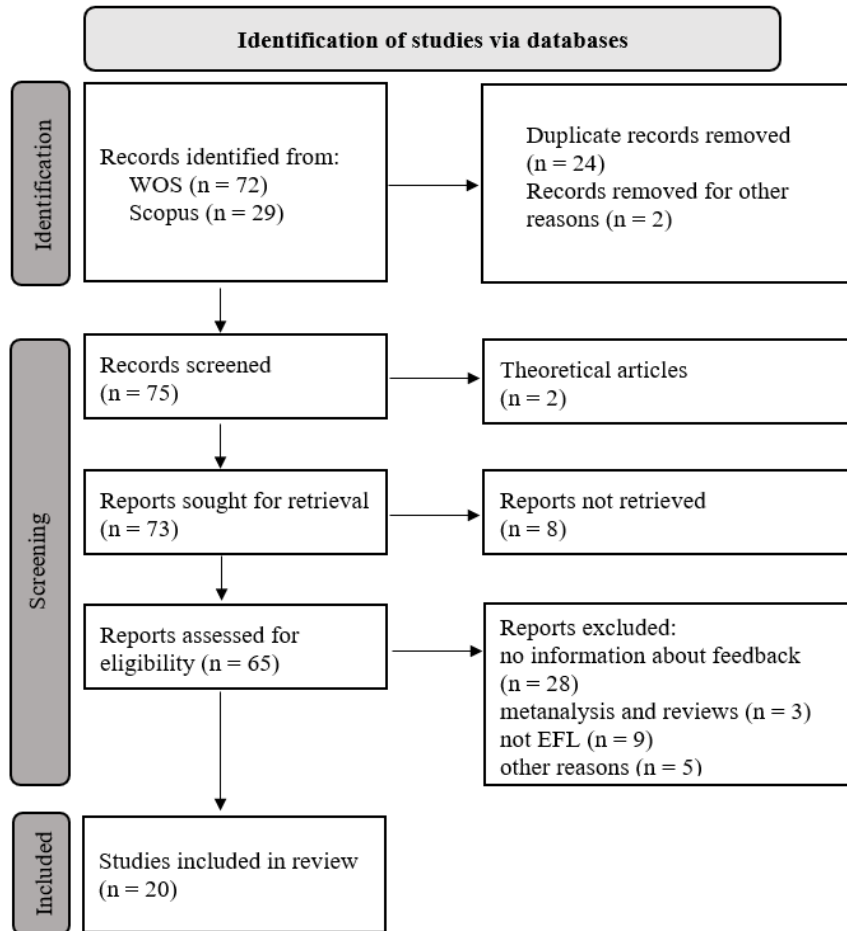 Identification of studies via databases
Identification
Records identified from:
WOS (n = 72)
Scopus (n = 29)
Duplicate records removed
(n = 24)
Records removed for other
reasons (n = 2)
Screening
Records screened
(n = 75)
Theoretical articles
(n = 2)
Reports sought for retrieval
(n = 73)
Reports not retrieved
(n = 8)
Reports assessed for
eligibility (n = 65)
Reports excluded:
no information about feedback
(n = 28)
metanalysis and reviews (n = 3)
not EFL (n = 9)
other reasons (n = 5)
Included
Studies included in review
(n = 20)